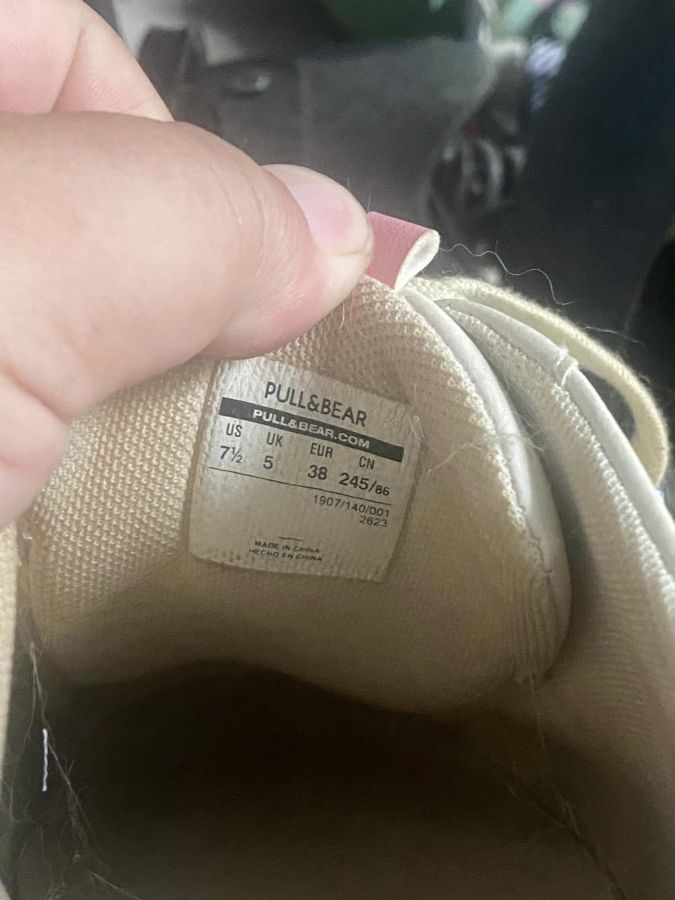 PULL&BEAR
PULL&BEAR.COM
US UK EUR CN
7½ 5 38 245/86
1907/140/001
2623
MADE IN CHINA
HECHO EN CHINA